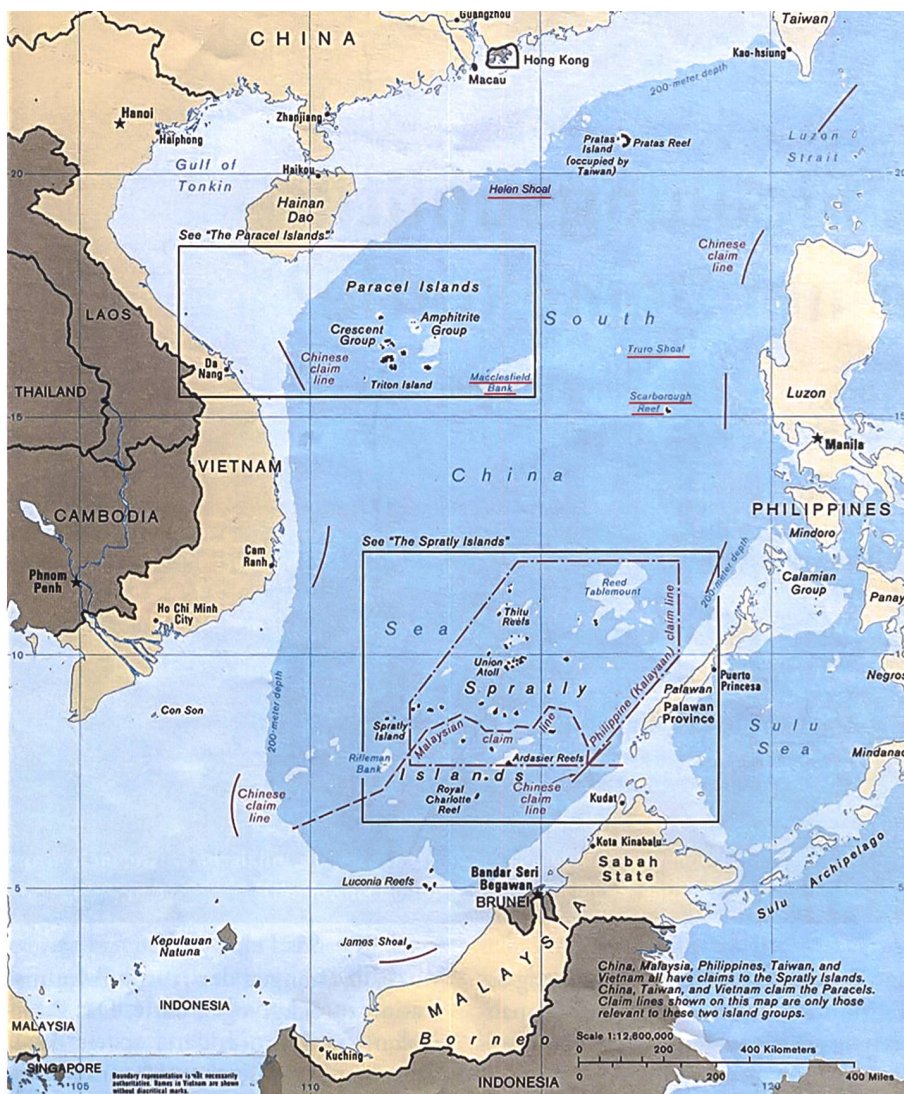 Guangzhou
CHINA
Taiwan
Kao-hsiung
Hong Kong
Macau
200-meter depth
Hanoi
Haiphong
Zhanjiang
Pratas
Island
(occupied by
Taiwan)
Pratas Reef
Luzon
Strait
Gulf of
Tonkin
Haikou
20
20
Hainan
Dao
Helen Shoal
See "The Paracel Islands"
Chinese
claim
line
Paracel Islands
LAOS
Crescent
Group
Amphitrite
Group
South
Truro Shoal
Da
Nang
Chinese
claim
line
Triton Island
Macclesfield
Bank
THAILAND
Scarborough
Reef
Luzon
15
15
Manila
VIETNAM
China
CAMBODIA
PHILIPPINES
Mindoro
See "The Spratly Islands"
Cam
Ranh
Phnom
Penh
200-meter depth
Reed
Tablemount
Calamian
Group
Panay
Ho Chi Minh
City
Thitu
Reefs
Sea
claim line
10
10
Union
Atoll
Spratly
Philippine (Kalayaan)
Puerto
Princesa
Negros
Palawan
Palawan
Province
Con Son
200-meter depth
Spratly
Island
Malaysian
claim
line
Sulu
Sea
Mindanao
Rifleman
Bank
Ardasier Reefs
Islands
Chinese
claim
line
Royal
Charlotte
Reef
Chinese
claim
line
Kudat
Kota Kinabalu
Sabah
State
Sulu Archipelago
Luconia Reefs
Bandar Seri
Begawan
BRUNEI
5
5
Kepulauan
Natuna
James Shoal
MALAYSIA
China, Malaysia, Philippines, Taiwan, and
Vietnam all have claims to the Spratly Islands.
China, Taiwan, and Vietnam claim the Paracels.
Claim lines shown on this map are only those
relevant to these two island groups.
INDONESIA
MALAYSIA
Borneo
Scale 1:12,600,000
0 200 400 Kilometers
0 200 400 Miles
Kuching
SINGAPORE
105
110
120
INDONESIA
Boundary representation is not necessarily
authoritative. Names in Vietnam are shown
without diacritical marks.